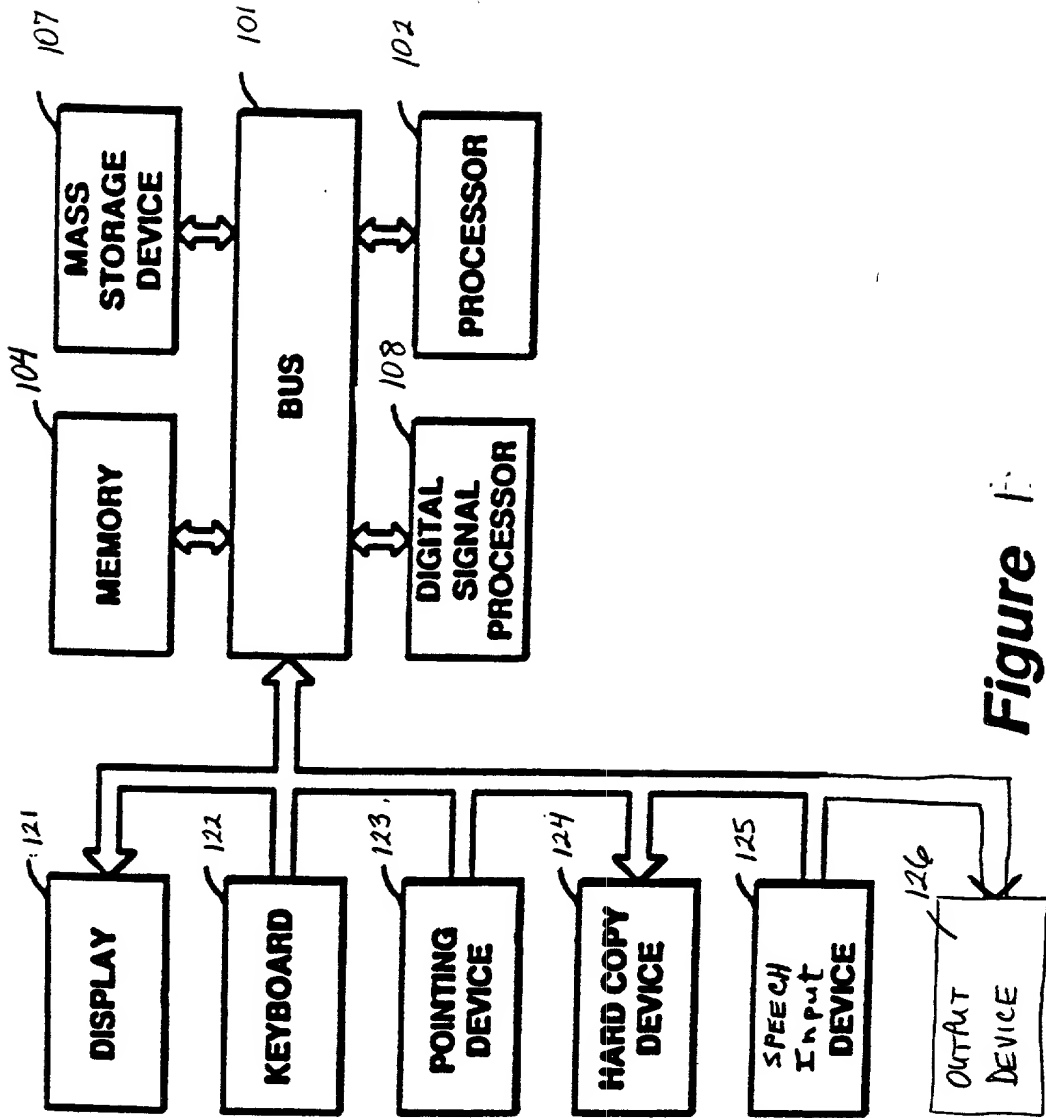 107
MASS
STORAGE
DEVICE
104
MEMORY
101
BUS
102
PROCESSOR
108
DIGITAL
SIGNAL
PROCESSOR
121
DISPLAY
122
KEYBOARD
123
POINTING
DEVICE
124
HARD COPY
DEVICE
125
SPEECH
Input
DEVICE
126
OUTPUT
DEVICE
Figure 1